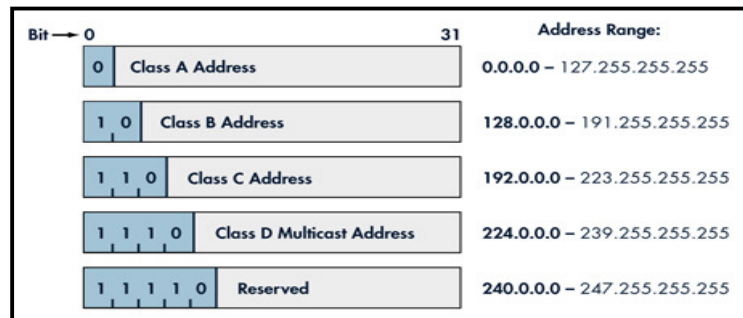 Bit → 0 31 Address Range:
0 Class A Address 0.0.0.0 – 127.255.255.255
1 0 Class B Address 128.0.0.0 – 191.255.255.255
1 1 0 Class C Address 192.0.0.0 – 223.255.255.255
1 1 1 0 Class D Multicast Address 224.0.0.0 – 239.255.255.255
1 1 1 1 0 Reserved 240.0.0.0 – 247.255.255.255